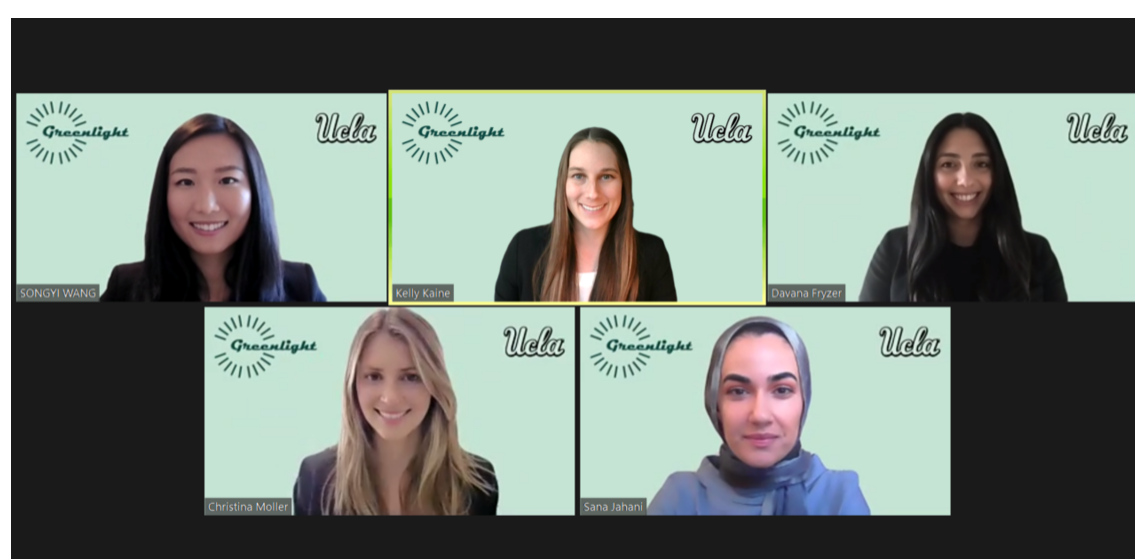 Greenlight
Ucla
Greenlight
Ucla
Greenlight
Ucla
SONGYI WANG
Kelly Kaine
Davana Fryzer
Greenlight
Ucla
Greenlight
Ucla
Christina Moller
Sana Jahani